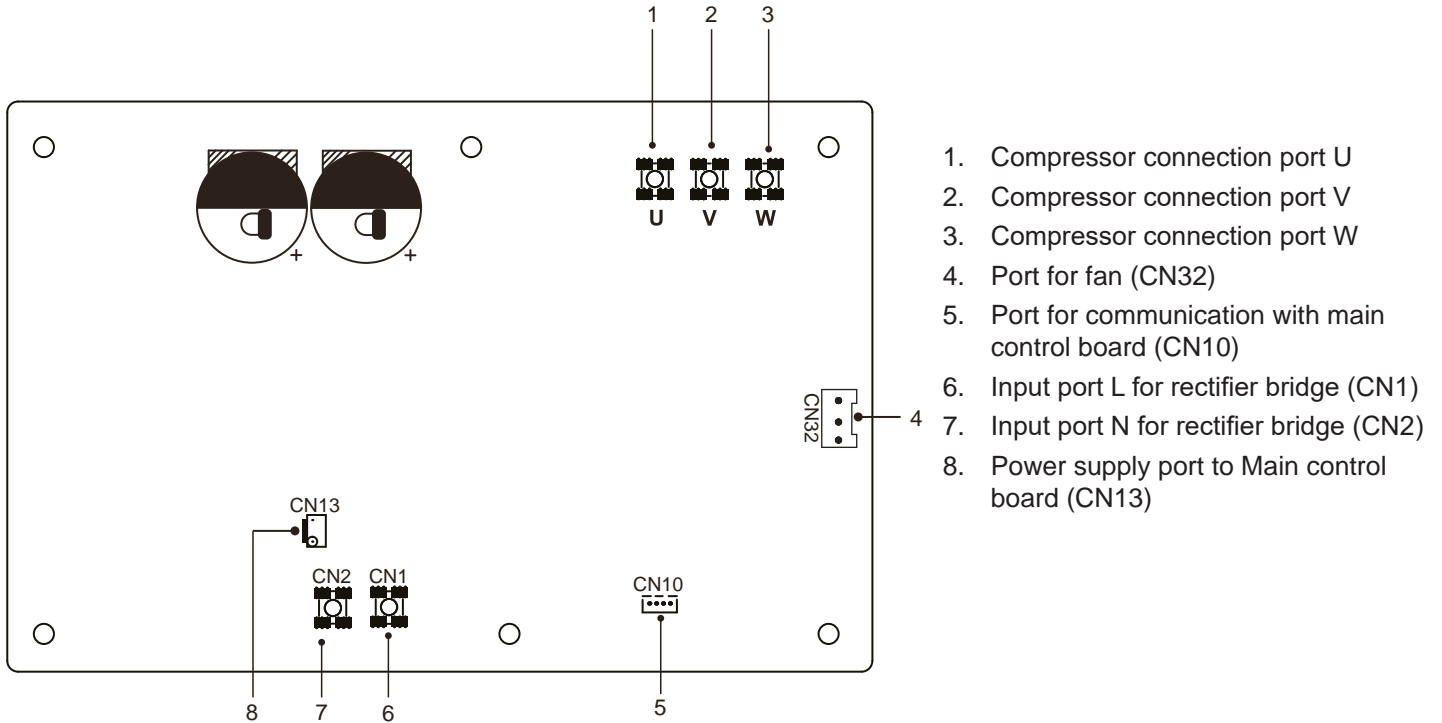 1 2 3
U V W
+ +
CN32
4
CN13
CN2 CN1
CN10
8 7 6 5
1. Compressor connection port U
2. Compressor connection port V
3. Compressor connection port W
4. Port for fan (CN32)
5. Port for communication with main
control board (CN10)
6. Input port L for rectifier bridge (CN1)
7. Input port N for rectifier bridge (CN2)
8. Power supply port to Main control
board (CN13)